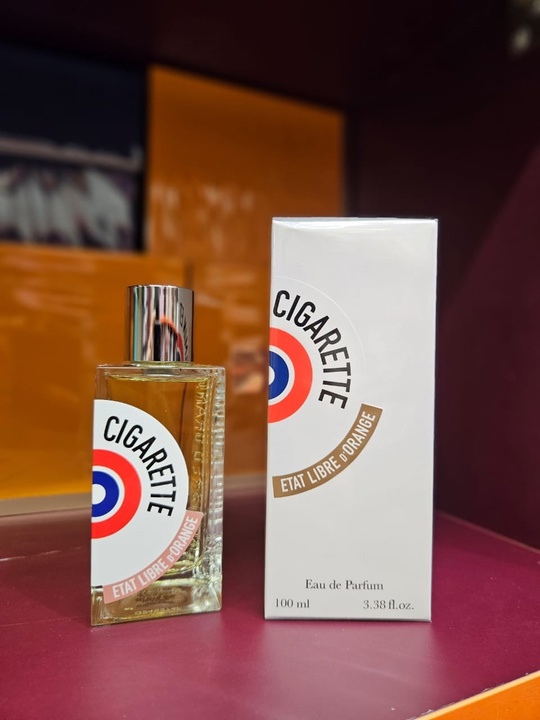 CIGARETTE
ETAT LIBRE D'ORANGE
CIGARETTE
ETAT LIBRE D'ORANGE
Eau de Parfum
100 ml 3.38 fl.oz.